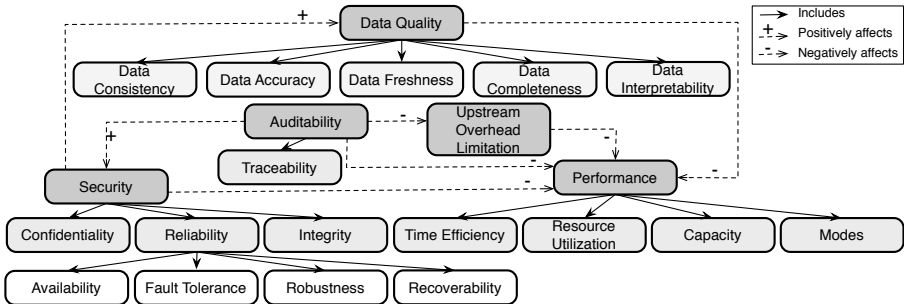 Data Quality
Includes
+ Positively affects
- Negatively affects
+
Data
Consistency
Data Accuracy
Data Freshness
Data
Completeness
Data
Interpretability
Auditability
-
Upstream
Overhead
Limitation
+
-
Traceability
-
Security
-
Performance
-
Confidentiality
Reliability
Integrity
Time Efficiency
Resource
Utilization
Capacity
Modes
Availability
Fault Tolerance
Robustness
Recoverability